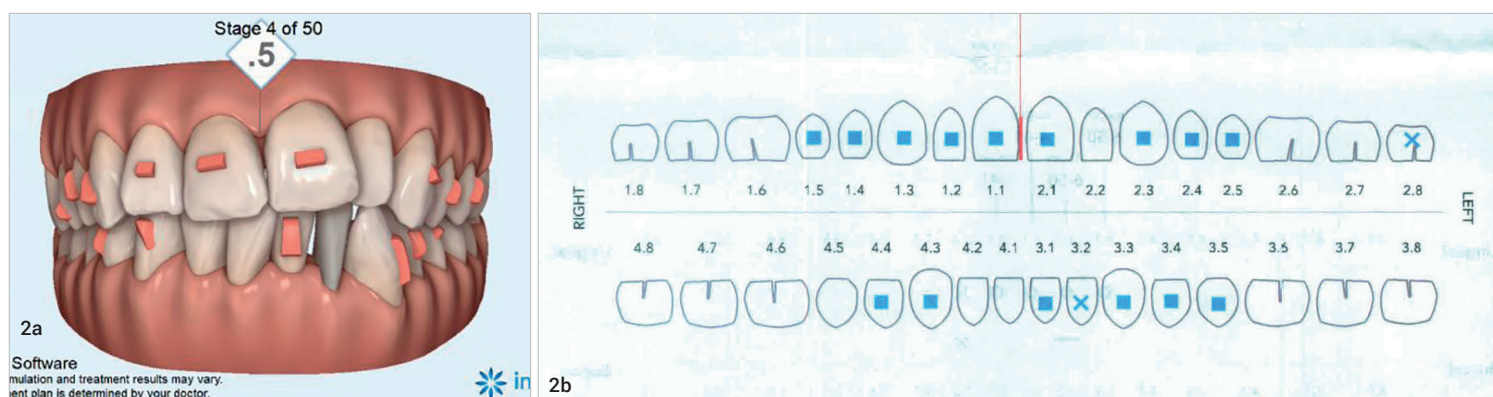 Stage 4 of 50
.5
2a
Software
mulation and treatment results may vary.
ent plan is determined by your doctor.
in
RIGHT
1.8 1.7 1.6 1.5 1.4 1.3 1.2 1.1 2.1 2.2 2.3 2.4 2.5 2.6 2.7 2.8
LEFT
4.8 4.7 4.6 4.5 4.4 4.3 4.2 4.1 3.1 3.2 3.3 3.4 3.5 3.6 3.7 3.8
2b